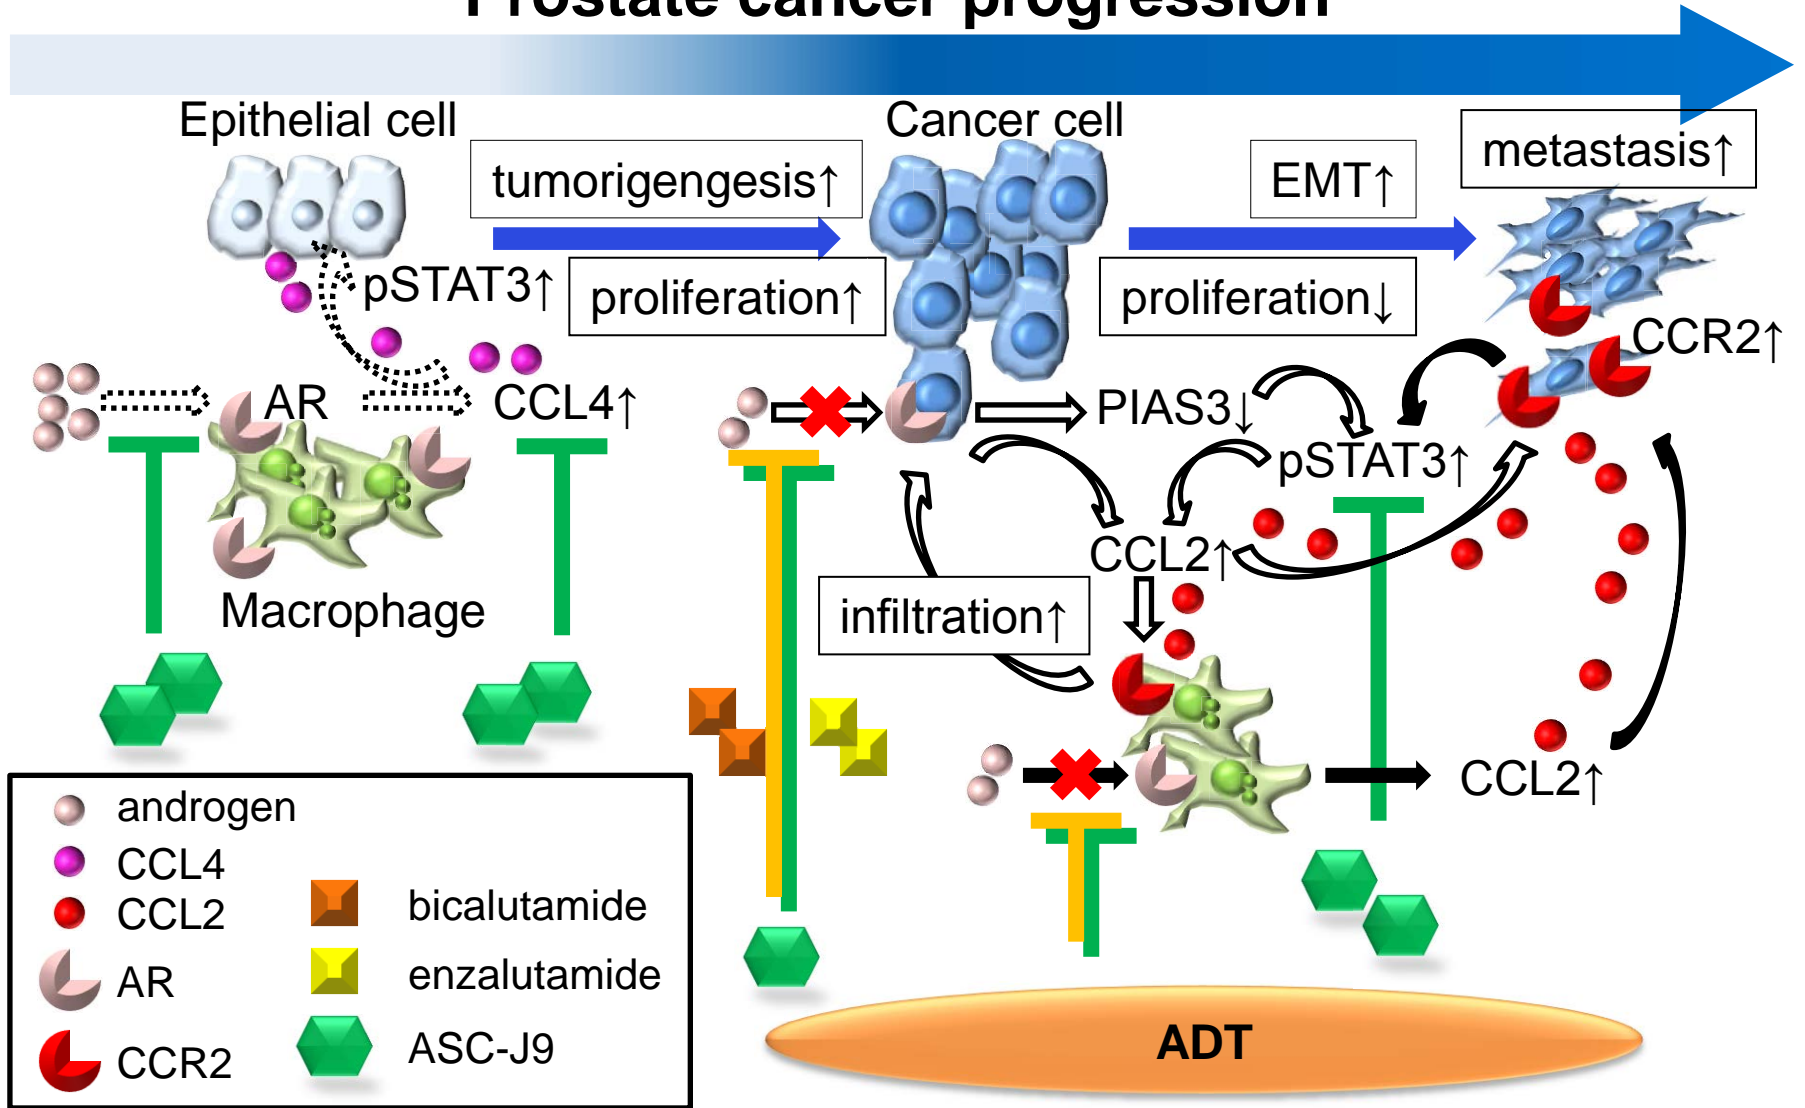 Prostate cancer progression
Epithelial cell
Cancer cell
metastasis↑
tumorigengesis↑
EMT↑
pSTAT3↑
proliferation↑
proliferation↓
CCR2↑
AR
CCL4↑
PIAS3↓
pSTAT3↑
CCL2↑
Macrophage
infiltration↑
CCL2↑
androgen
CCL4
CCL2
AR
CCR2
bicalutamide
enzalutamide
ASC-J9
ADT